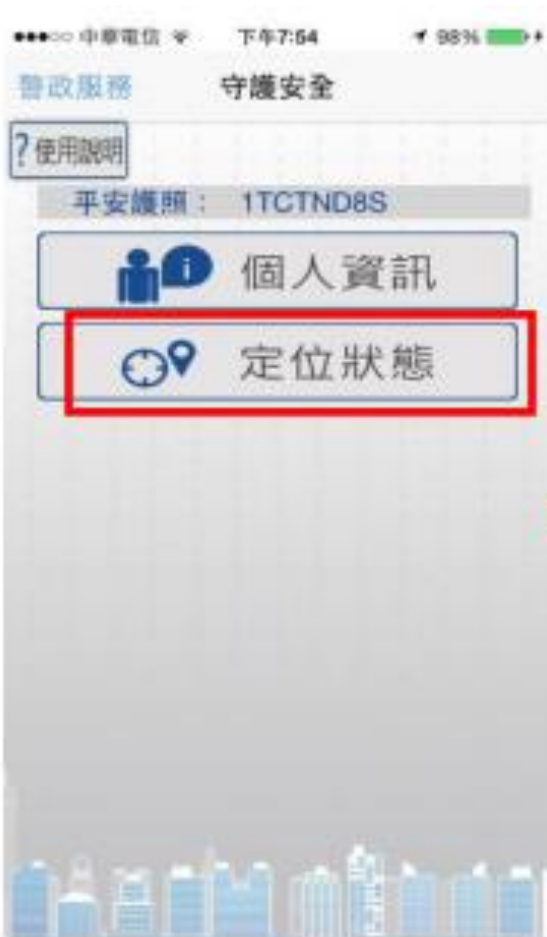 中華電信 下午7:54 98%
警政服務 守護安全
?使用說明
平安護照： 1TCTND8S
i 個人資訊
定位狀態